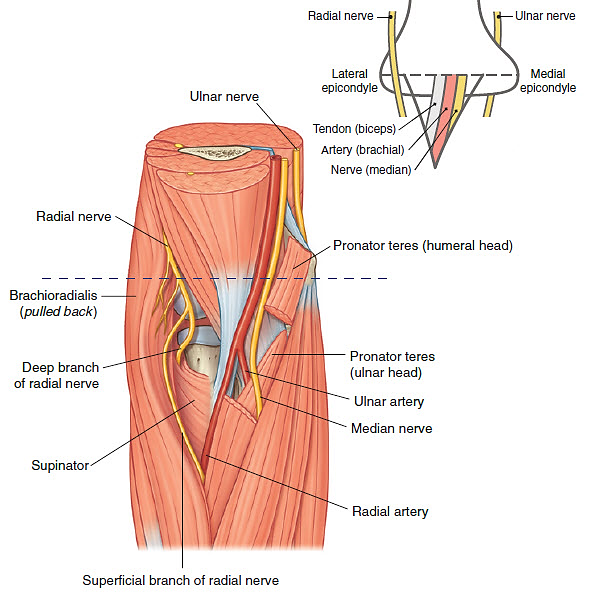 Radial nerve
Ulnar nerve
Lateral
epicondyle
Medial
epicondyle
Tendon (biceps)
Artery (brachial)
Nerve (median)
Ulnar nerve
Radial nerve
Pronator teres (humeral head)
Brachioradialis
(pulled back)
Deep branch
of radial nerve
Pronator teres
(ulnar head)
Ulnar artery
Median nerve
Supinator
Radial artery
Superficial branch of radial nerve